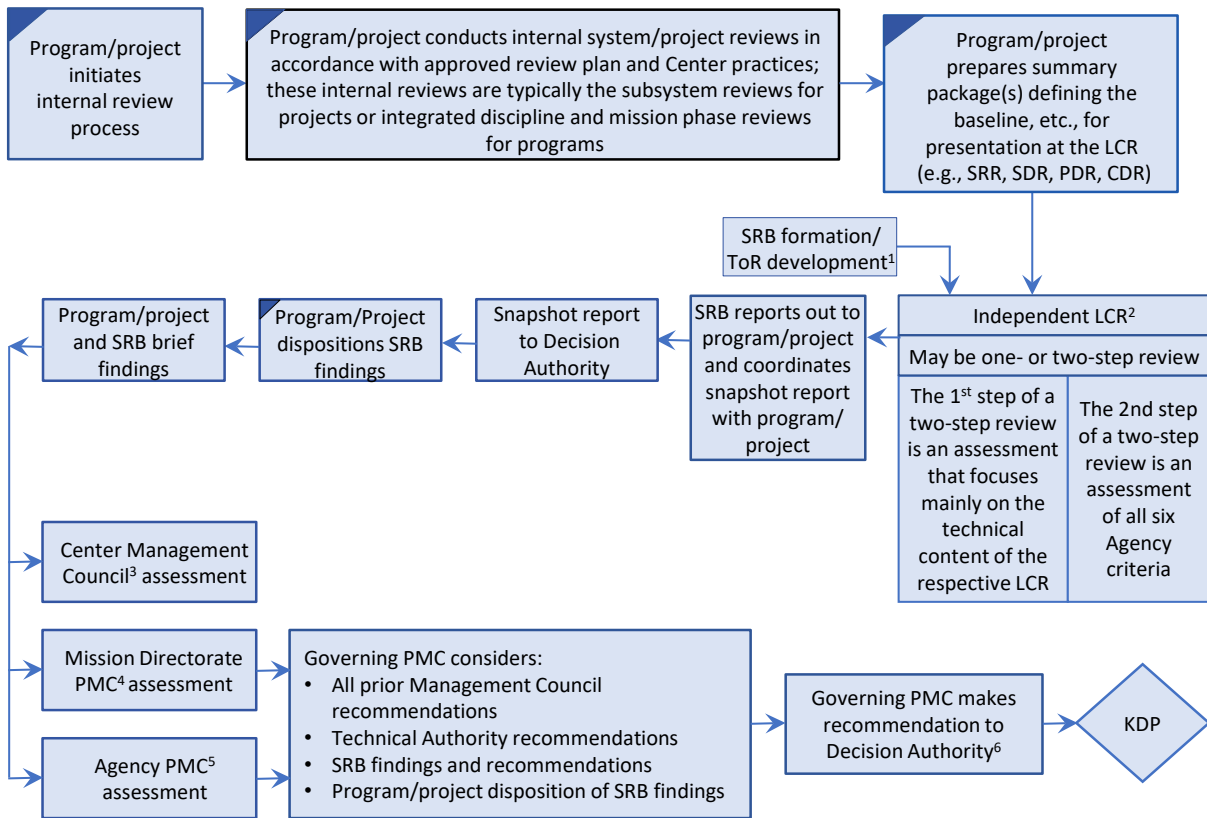 Program/project
initiates
internal review
process
Program/project conducts internal system/project reviews in
accordance with approved review plan and Center practices;
these internal reviews are typically the subsystem reviews for
projects or integrated discipline and mission phase reviews
for programs
Program/project
prepares summary
package(s) defining the
baseline, etc., for
presentation at the LCR
(e.g., SRR, SDR, PDR, CDR)
SRB formation/
ToR development1
Independent LCR2
May be one- or two-step review
The 1st step of a
two-step review
is an assessment
that focuses
mainly on the
technical
content of the
respective LCR
The 2nd step
of a two-step
review is an
assessment
of all six
Agency
criteria
SRB reports out to
program/project
and coordinates
snapshot report
with program/
project
Snapshot report
to Decision
Authority
Program/Project
dispositions SRB
findings
Program/project
and SRB brief
findings
Center Management
Council3 assessment
Mission Directorate
PMC4 assessment
Agency PMC5
assessment
Governing PMC considers:
• All prior Management Council
recommendations
• Technical Authority recommendations
• SRB findings and recommendations
• Program/project disposition of SRB findings
Governing PMC makes
recommendation to
Decision Authority6
KDP